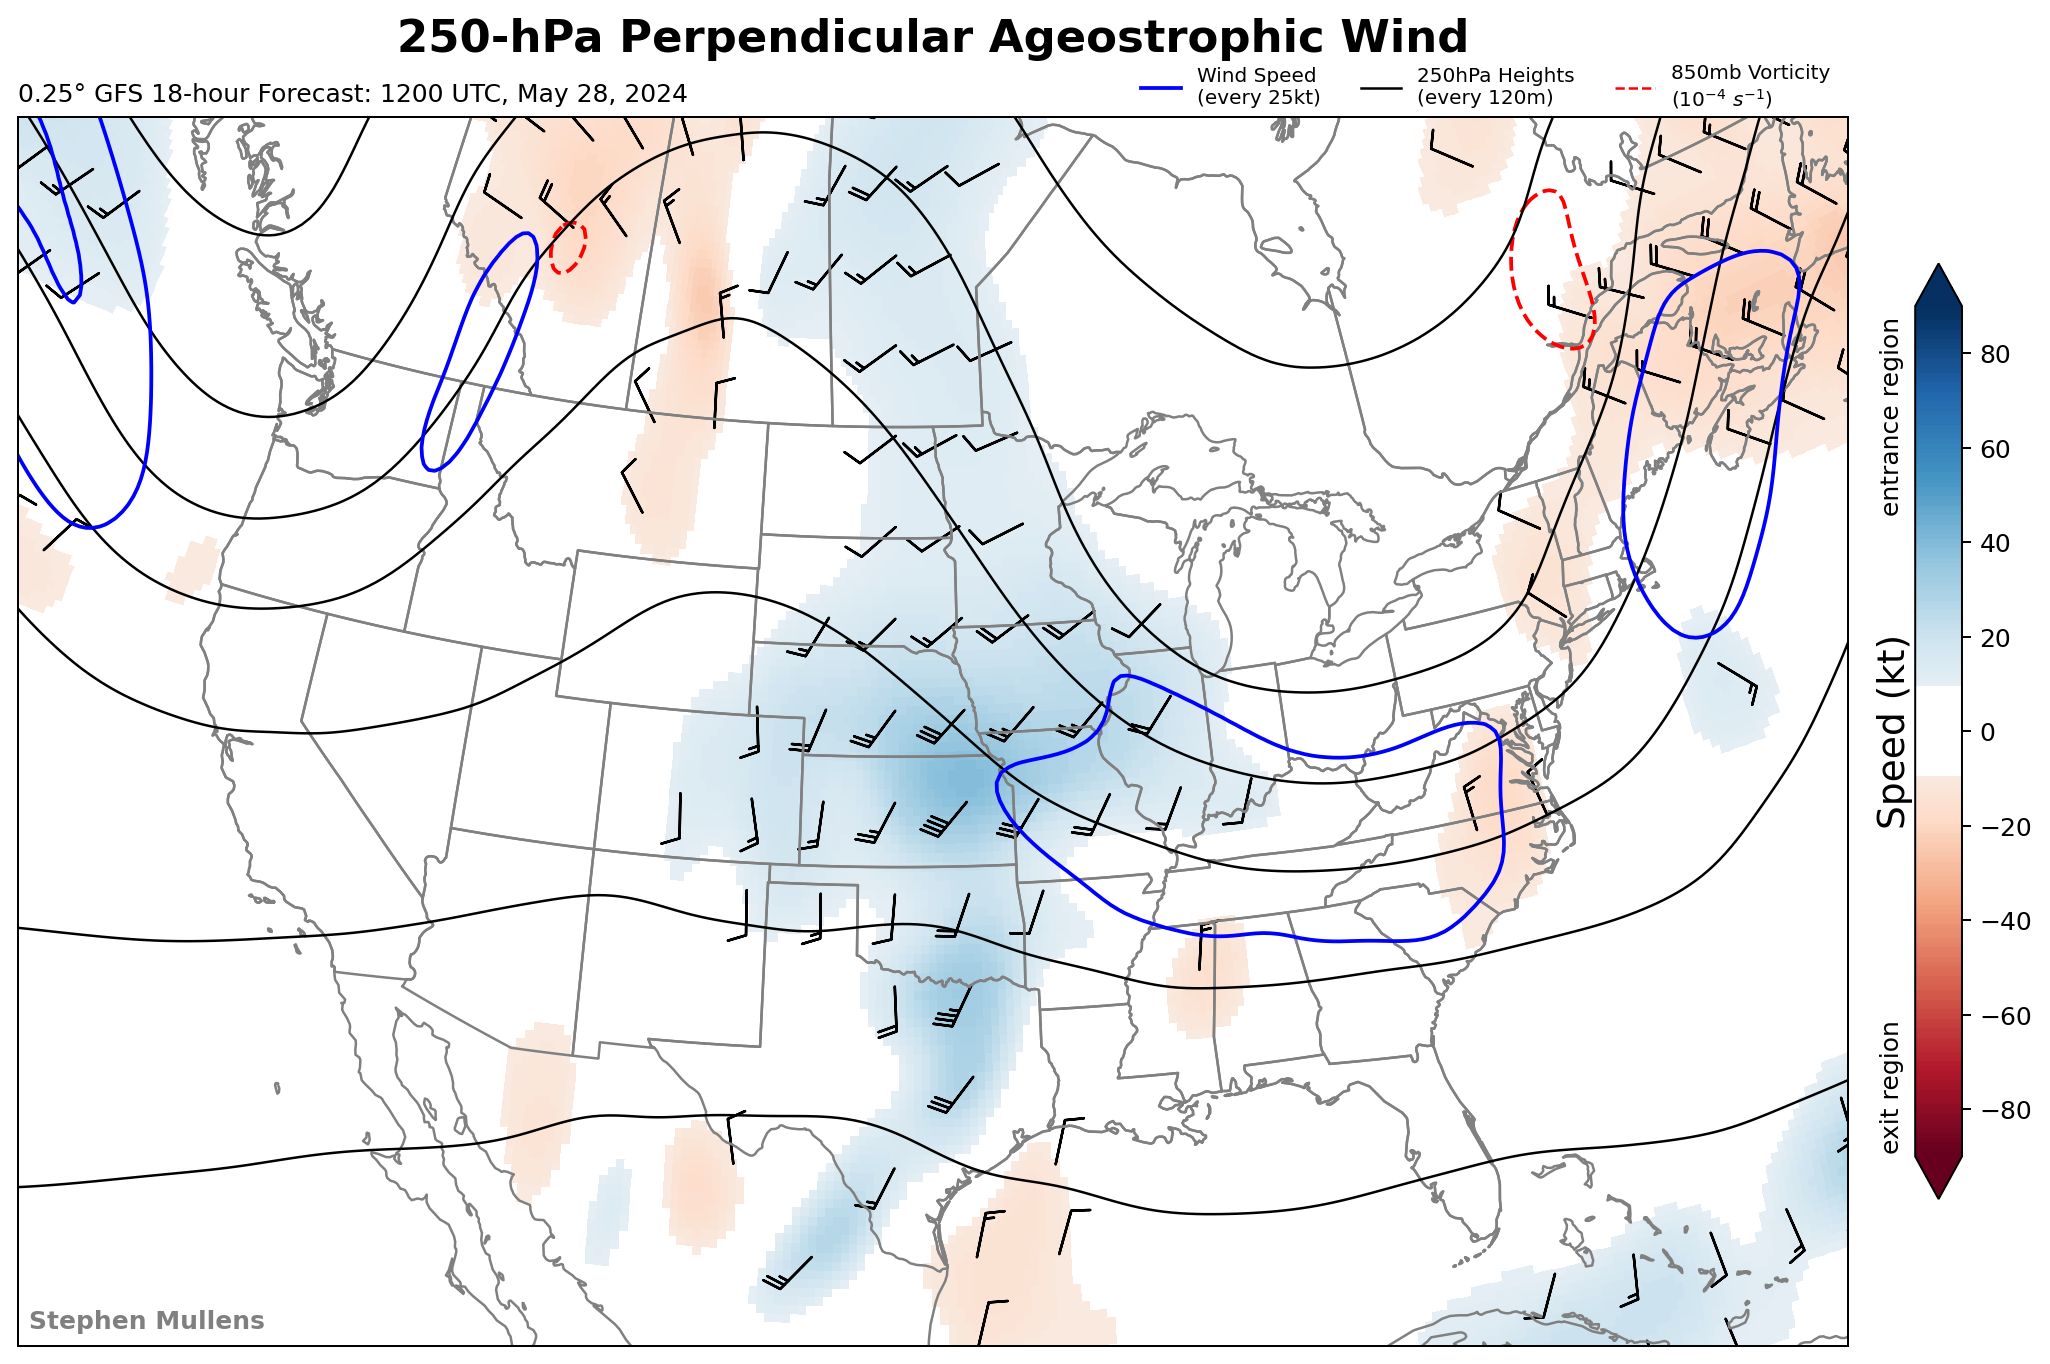 250-hPa Perpendicular Ageostrophic Wind
0.25° GFS 18-hour Forecast: 1200 UTC, May 28, 2024
Wind Speed
(every 25kt)
250hPa Heights
(every 120m)
850mb Vorticity
(10⁻⁴ s⁻¹)
entrance region
Speed (kt)
exit region
80
60
40
20
0
−20
−40
−60
−80
Stephen Mullens